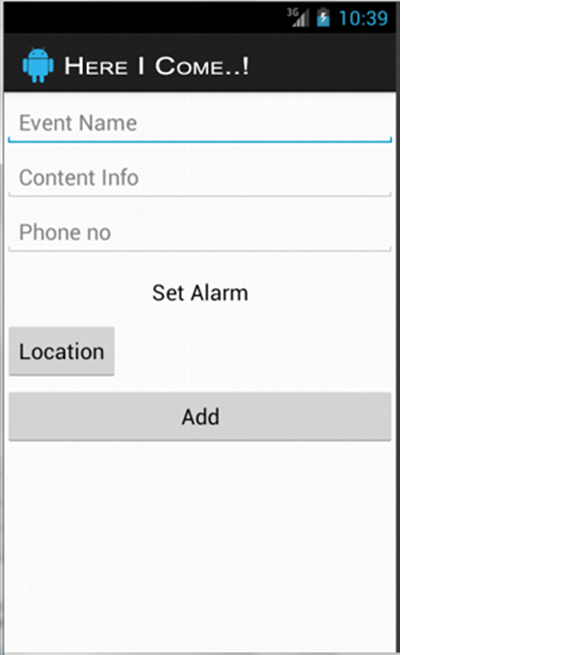 3G 10:39
Here I Come..!
Event Name
Content Info
Phone no
Set Alarm
Location
Add